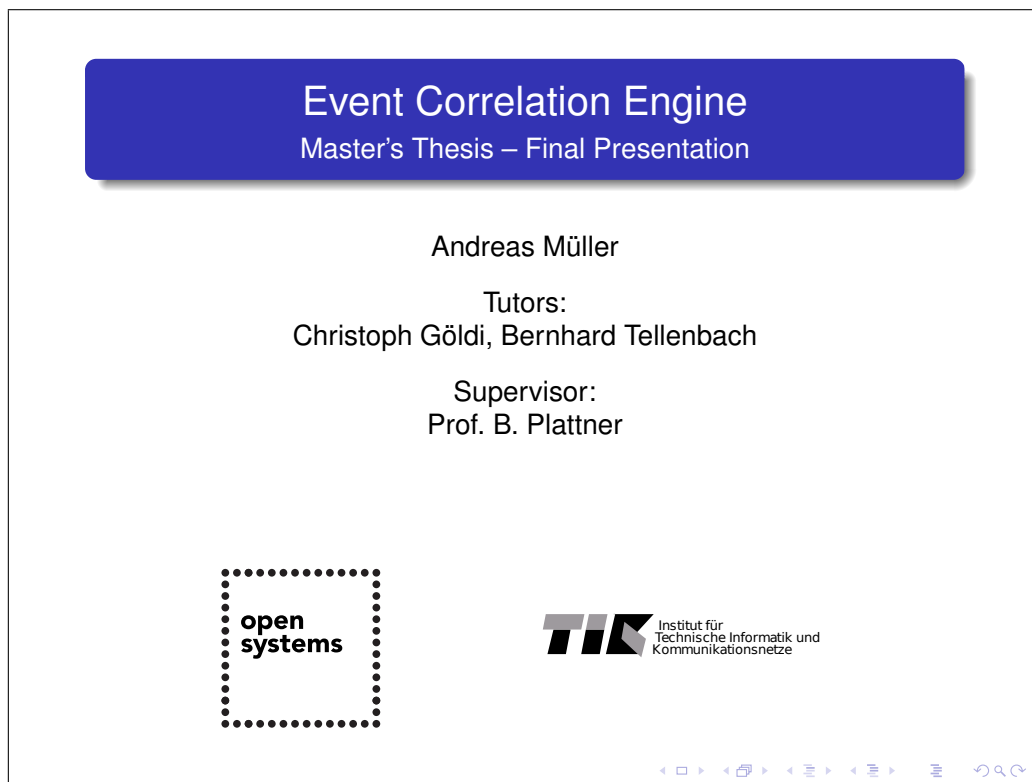 Event Correlation Engine
Master's Thesis – Final Presentation
Andreas Müller
Tutors:
Christoph Göldi, Bernhard Tellenbach
Supervisor:
Prof. B. Plattner
open
systems
TIK
Institut für
Technische Informatik und
Kommunikationsnetze